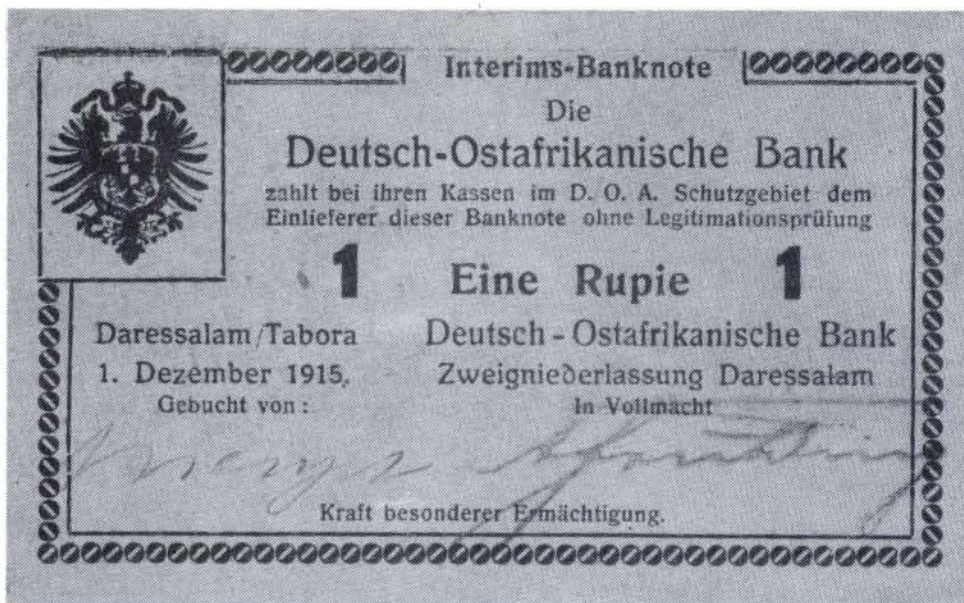 Interims-Banknote
Die
Deutsch-Ostafrikanische Bank
zahlt bei ihren Kassen im D. O. A. Schutzgebiet dem
Einlieferer dieser Banknote ohne Legitimationsprüfung
1 Eine Rupie 1
Daressalam/Tabora
1. Dezember 1915.
Gebucht von:
Deutsch-Ostafrikanische Bank
Zweigniederlassung Daressalam
In Vollmacht
Kraft besonderer Ermächtigung.